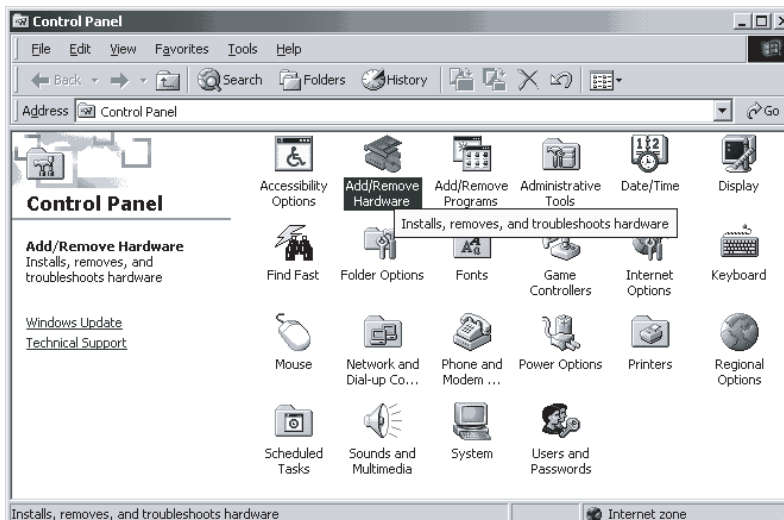 Control Panel
File Edit View Favorites Tools Help
Back Search Folders History
Address Control Panel Go
Control Panel
Add/Remove Hardware
Installs, removes, and
troubleshoots hardware
Windows Update
Technical Support
Accessibility
Options
Add/Remove
Hardware
Add/Remove
Programs
Administrative
Tools
Date/Time
Display
Installs, removes, and troubleshoots hardware
Find Fast
Folder Options
Fonts
Game
Controllers
Internet
Options
Keyboard
Mouse
Network and
Dial-up Co...
Phone and
Modem ...
Power Options
Printers
Regional
Options
Scheduled
Tasks
Sounds and
Multimedia
System
Users and
Passwords
Installs, removes, and troubleshoots hardware
Internet zone